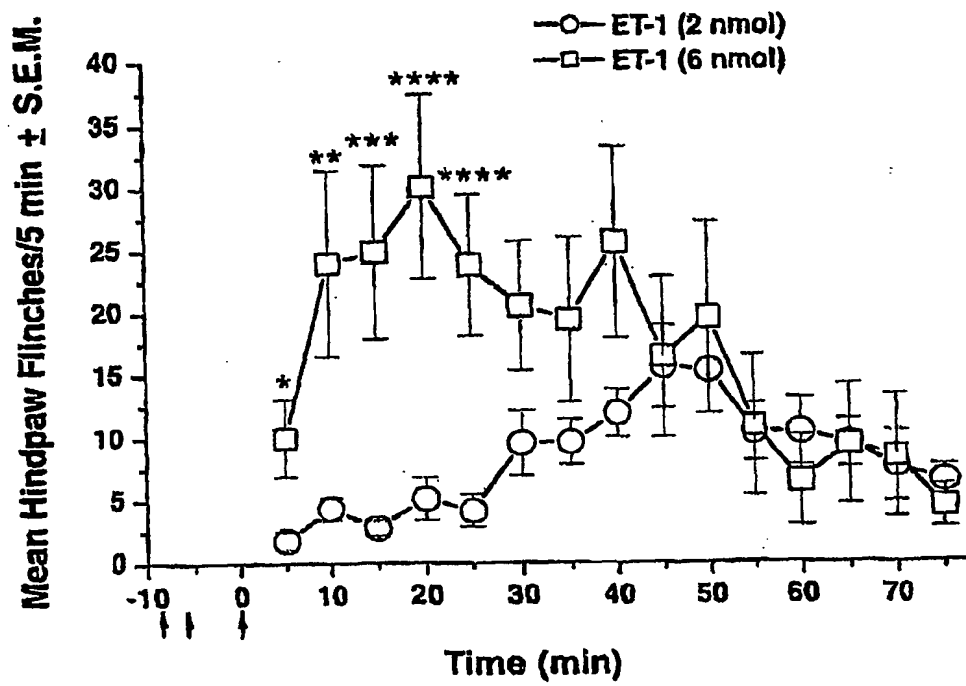 ET-1 (2 nmol)
ET-1 (6 nmol)
Mean Hindpaw Flinches/5 min ± S.E.M.
40
35
30
25
20
15
10
5
0
*
**
***
****
****
-10 0 10 20 30 40 50 60 70
Time (min)